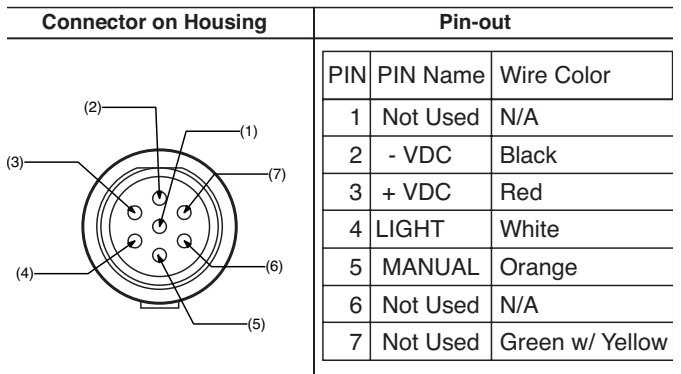 Connector on Housing Pin-out
(2)
(1)
(3)
(7)
(4)
(6)
(5)
PIN PIN Name Wire Color
1 Not Used N/A
2 - VDC Black
3 + VDC Red
4 LIGHT White
5 MANUAL Orange
6 Not Used N/A
7 Not Used Green w/ Yellow